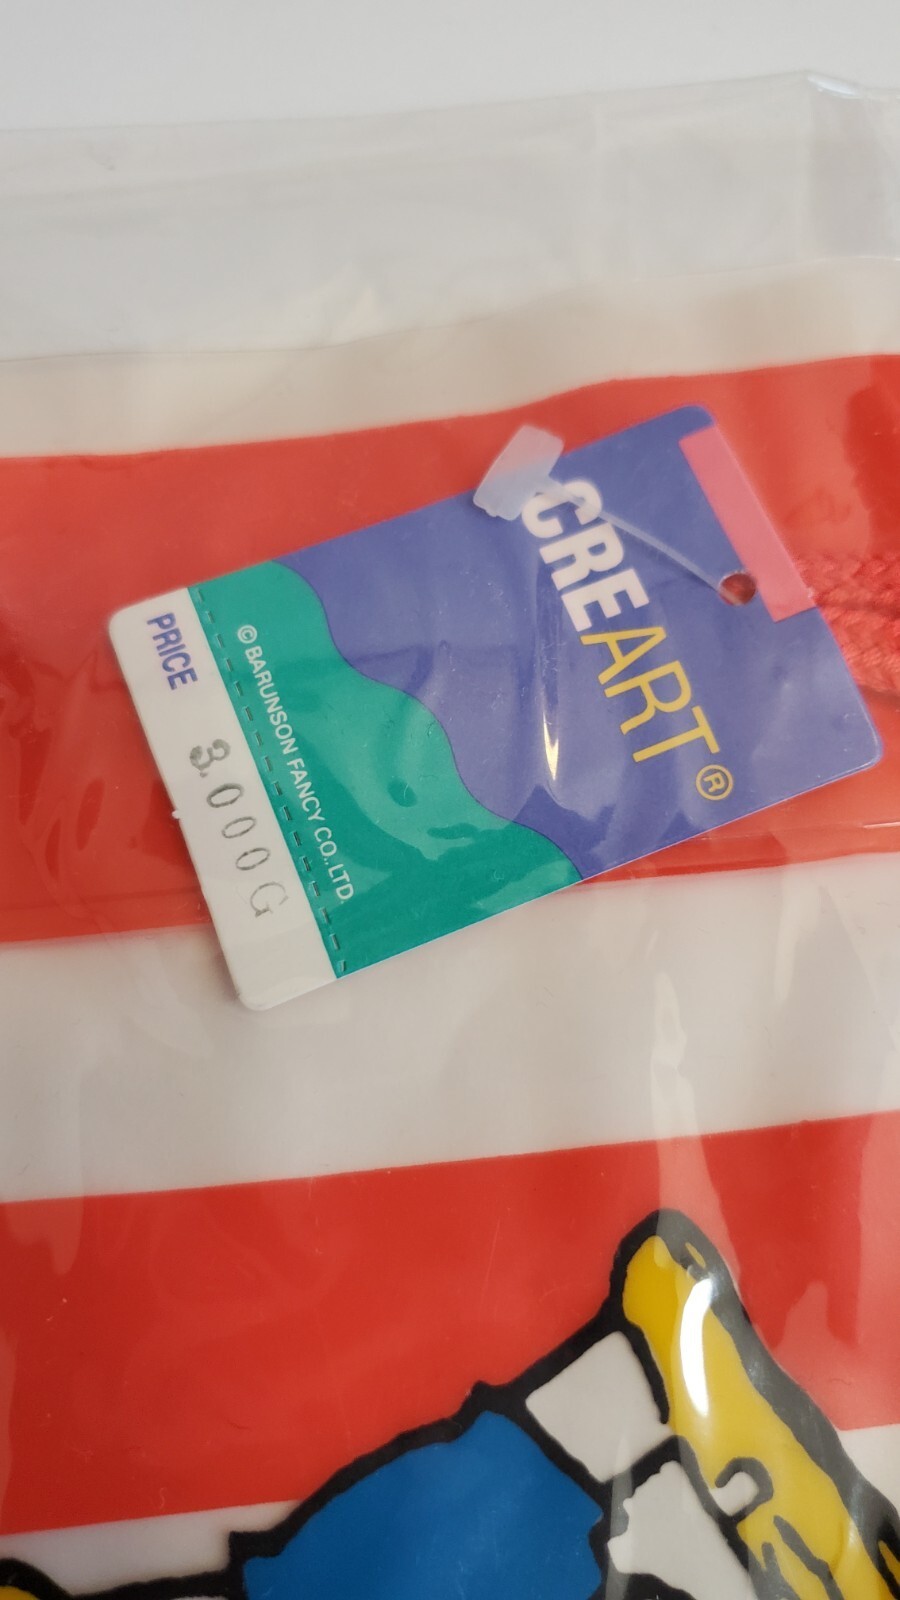 CREART®
© BARUNSON FANCY CO., LTD.
PRICE
3,000G